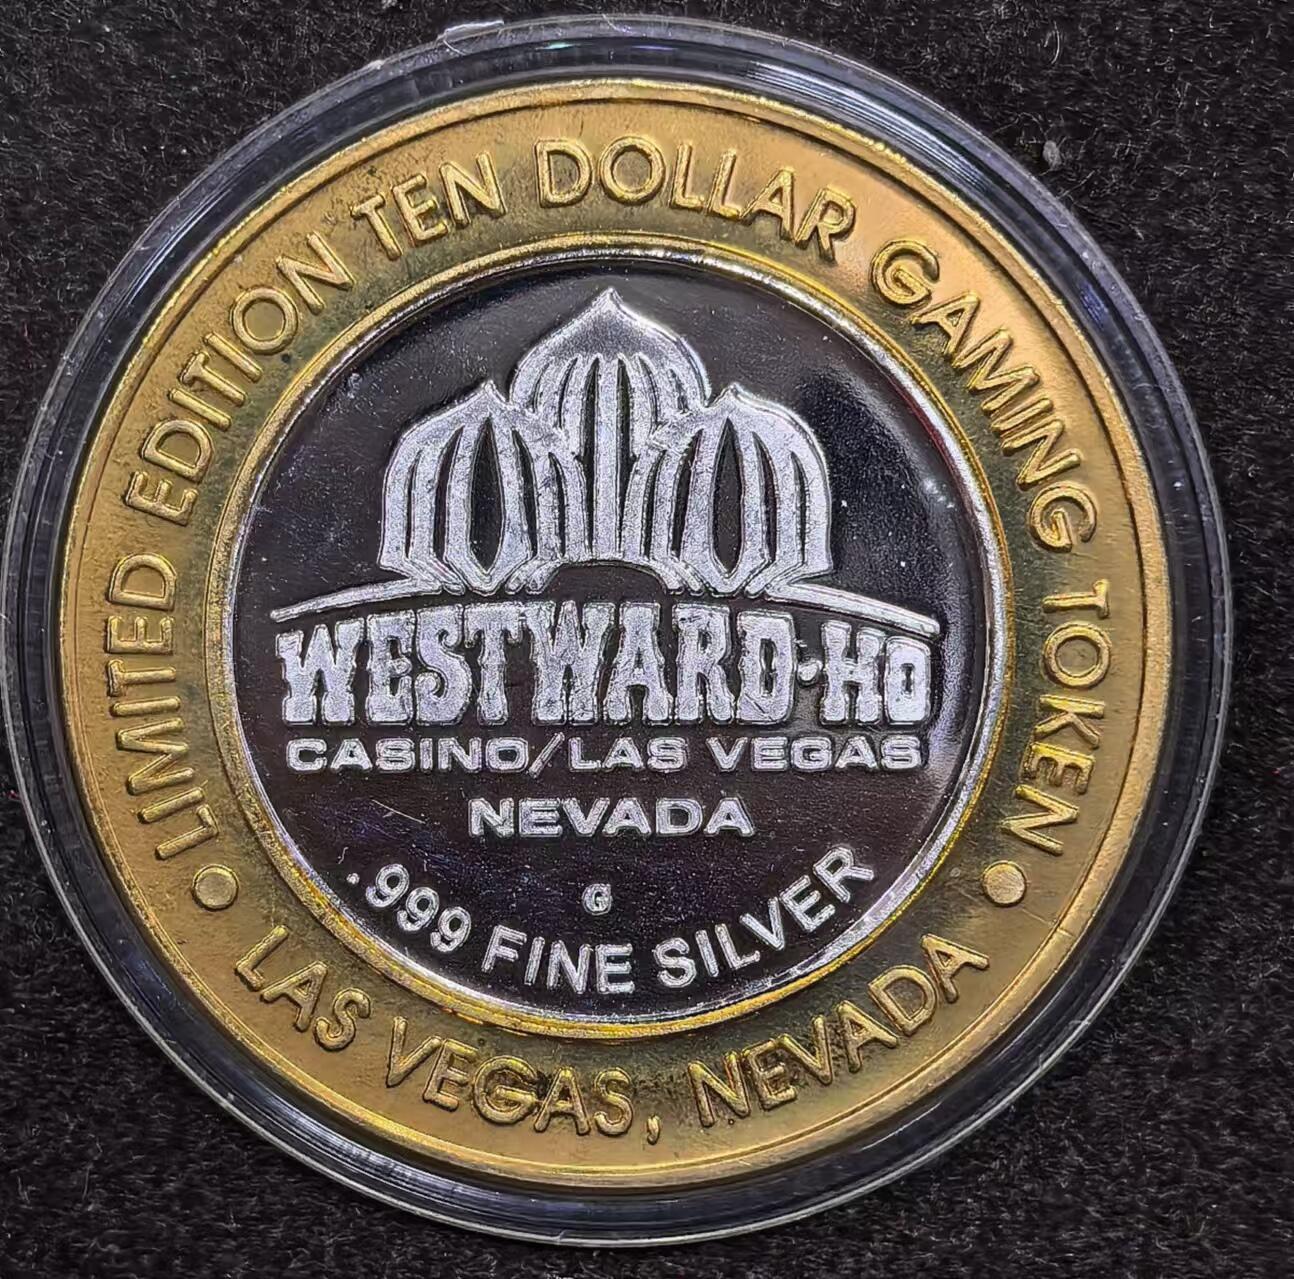 LIMITED EDITION TEN DOLLAR GAMING TOKEN
WESTWARD-HO
CASINO/LAS VEGAS
NEVADA
G
.999 FINE SILVER
• LAS VEGAS, NEVADA •